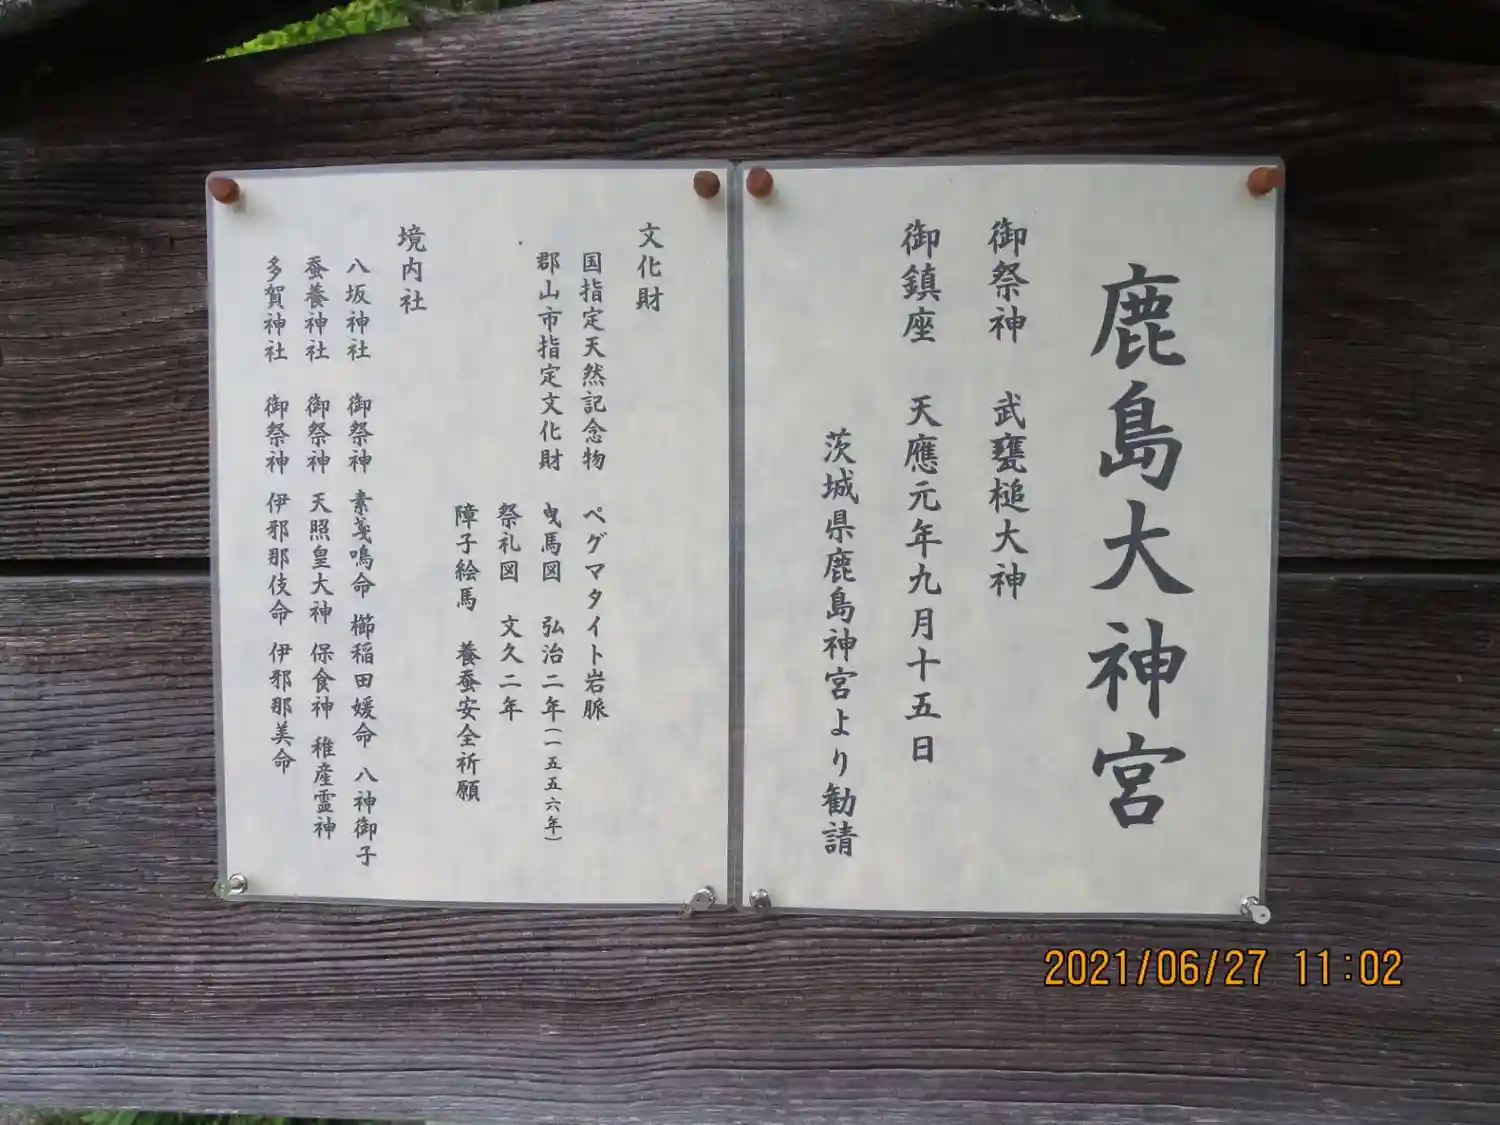 鹿島大神宮
御祭神　武甕槌大神
御鎮座　天應元年九月十五日
茨城県鹿島神宮より勧請
文化財
国指定天然記念物　ペグマタイト岩脈
郡山市指定文化財　曳馬図　弘治二年(一五五六年)
祭礼図　文久二年
障子絵馬　養蚕安全祈願
境内社
八坂神社　御祭神　素戔嗚命　櫛稲田媛命　八神御子
蚕養神社　御祭神　天照皇大神　保食神　稚産霊神
多賀神社　御祭神　伊邪那伎命　伊邪那美命
2021/06/27 11:02